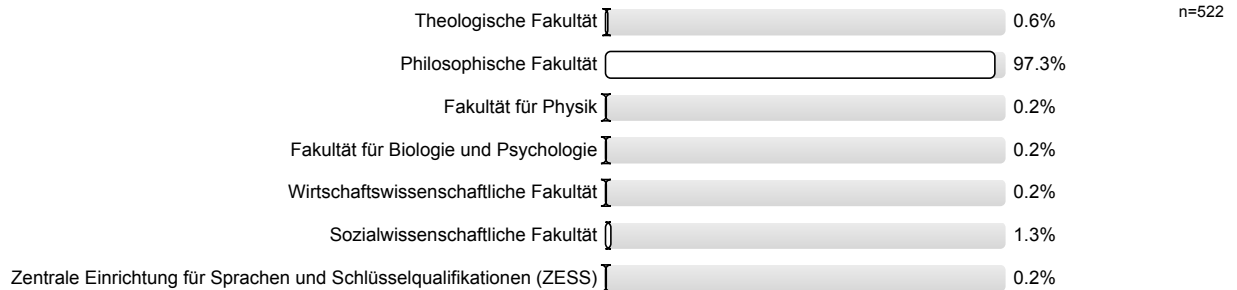 Theologische Fakultät 0.6% n=522
Philosophische Fakultät 97.3%
Fakultät für Physik 0.2%
Fakultät für Biologie und Psychologie 0.2%
Wirtschaftswissenschaftliche Fakultät 0.2%
Sozialwissenschaftliche Fakultät 1.3%
Zentrale Einrichtung für Sprachen und Schlüsselqualifikationen (ZESS) 0.2%